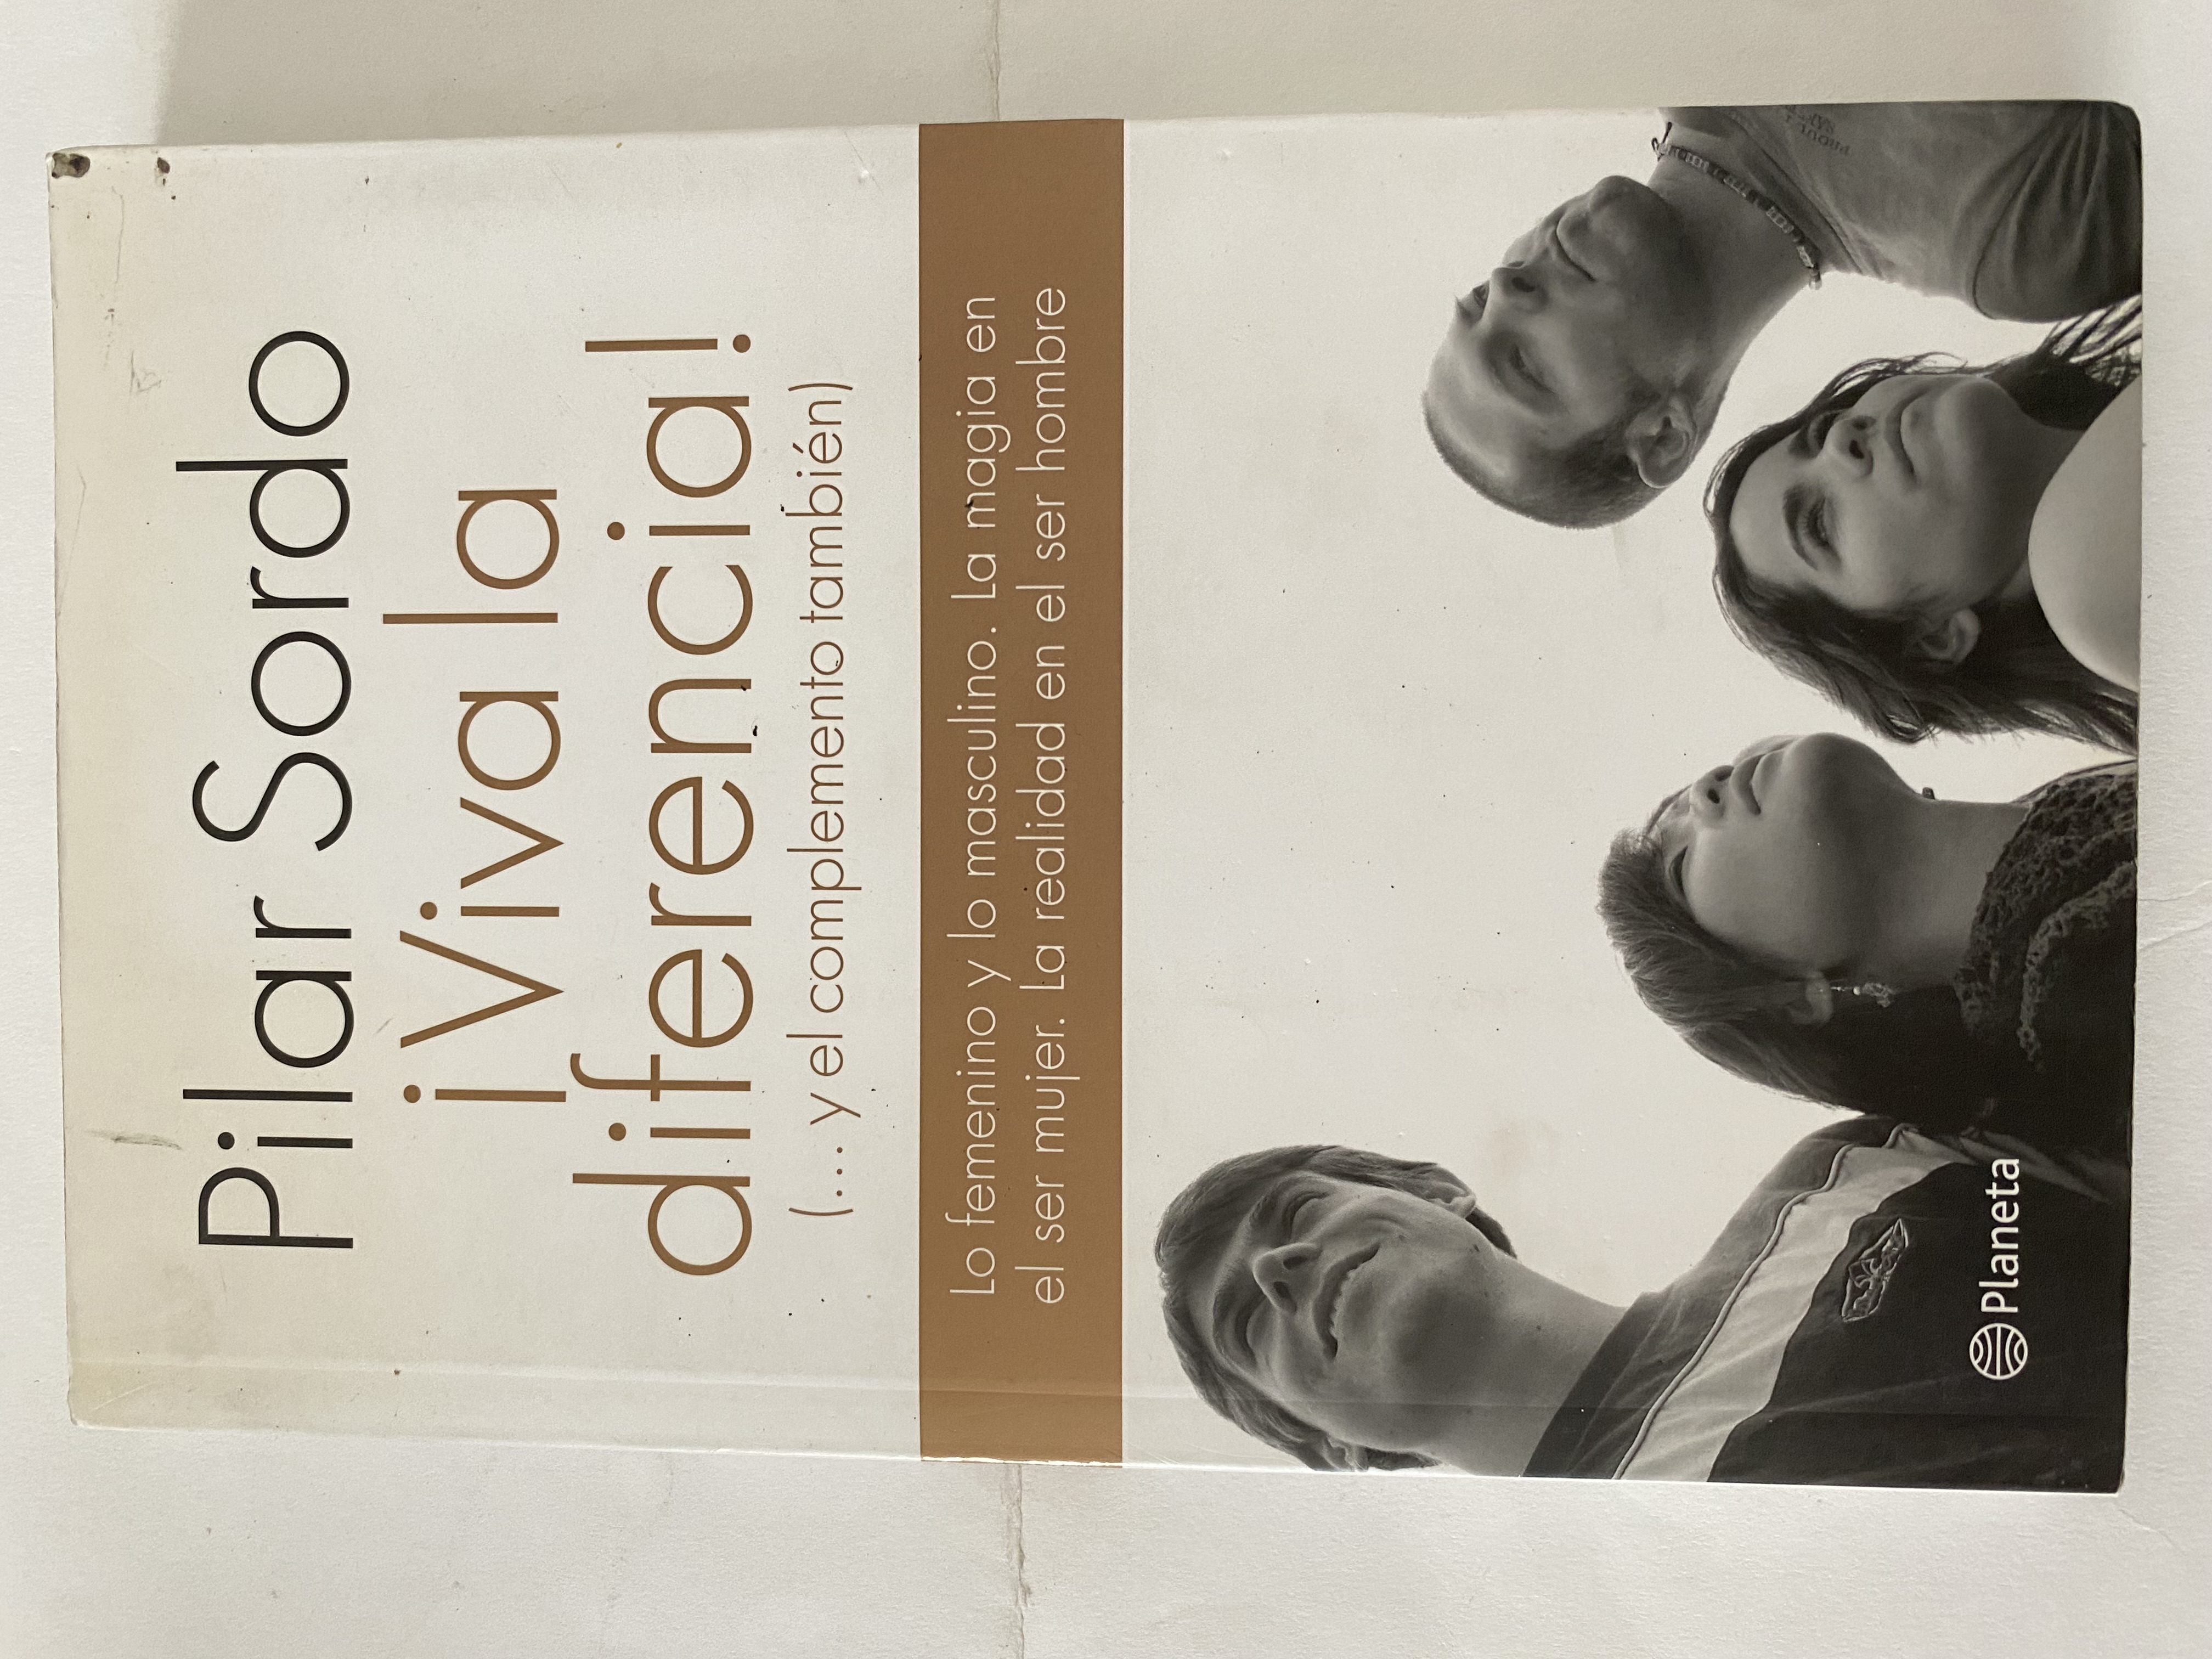 Pilar Sordo
¡Viva la
diferencia!
(... y el complemento también)
Lo femenino y lo masculino. La magia en
el ser mujer. La realidad en el ser hombre
Planeta